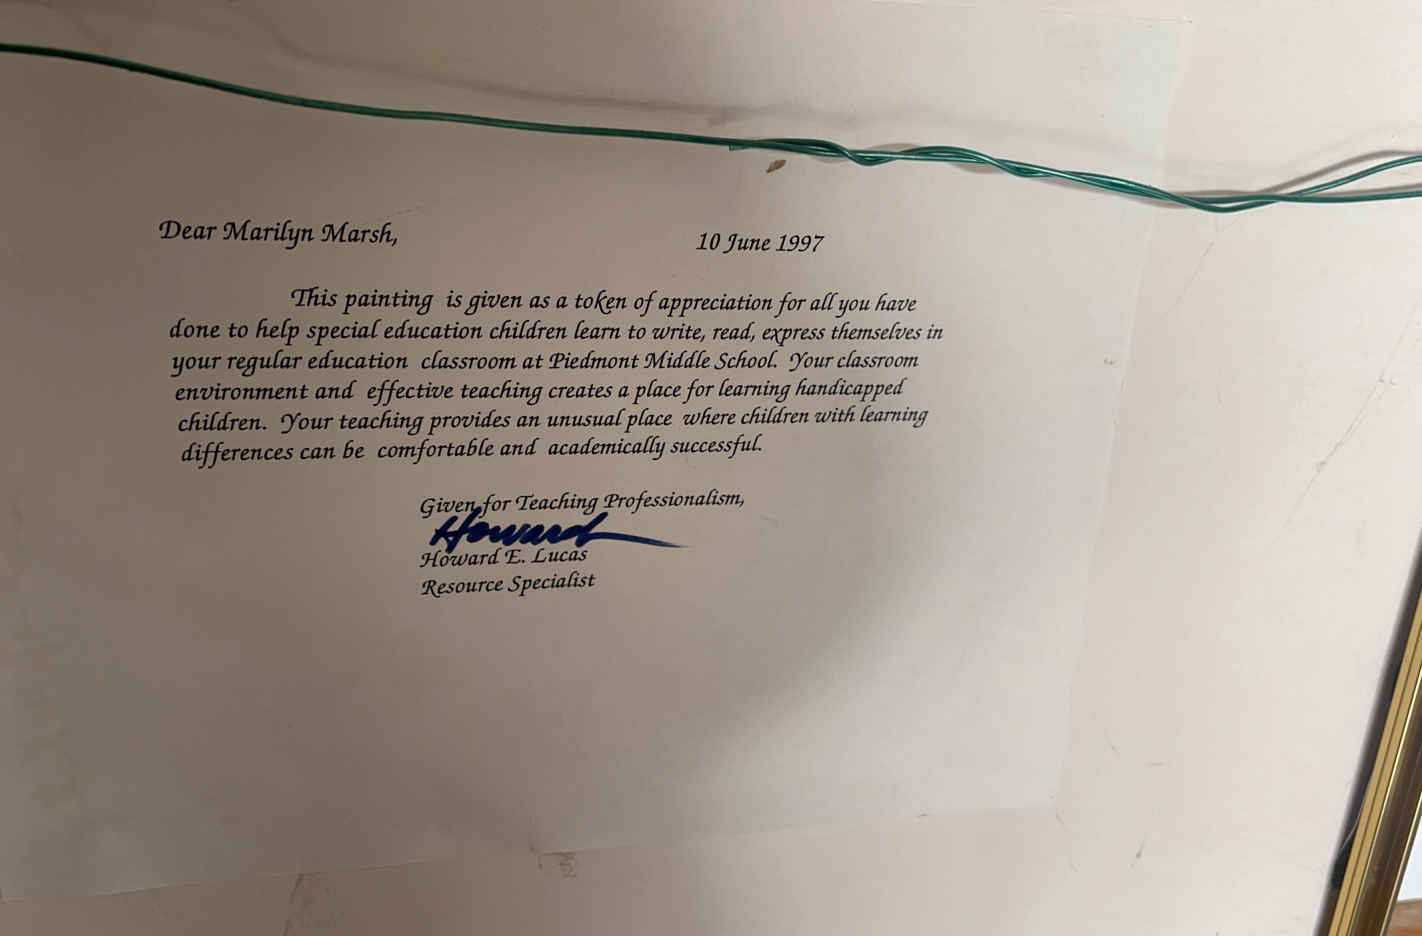 Dear Marilyn Marsh, 10 June 1997
This painting is given as a token of appreciation for all you have
done to help special education children learn to write, read, express themselves in
your regular education classroom at Piedmont Middle School. Your classroom
environment and effective teaching creates a place for learning handicapped
children. Your teaching provides an unusual place where children with learning
differences can be comfortable and academically successful.
Given for Teaching Professionalism,
Howard
Howard E. Lucas
Resource Specialist